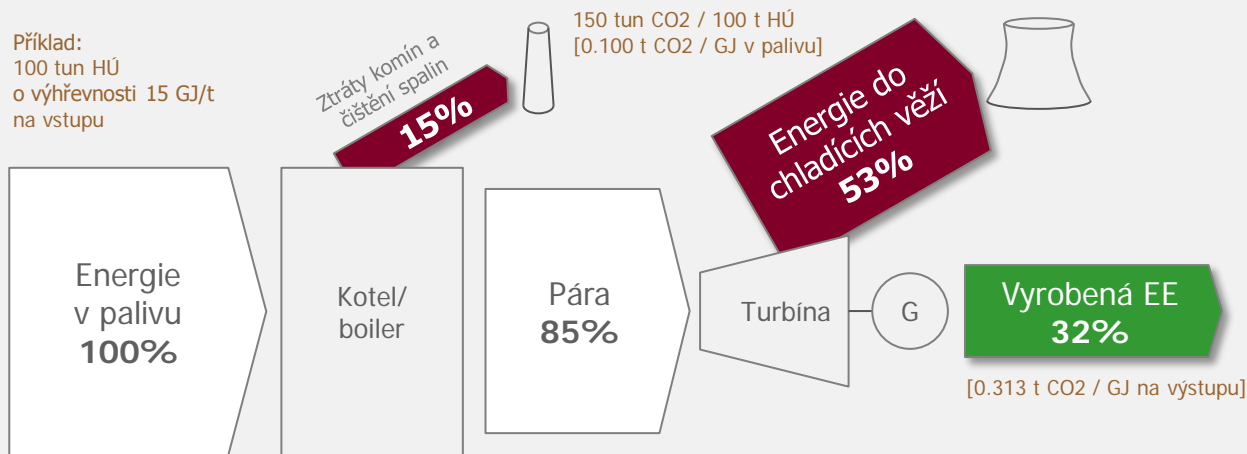 Příklad:
100 tun HÚ
o výhřevnosti 15 GJ/t
na vstupu
Ztráty komín a
čištění spalin
15%
150 tun CO2 / 100 t HÚ
[0.100 t CO2 / GJ v palivu]
Energie do
chladících věží
53%
Energie
v palivu
100%
Kotel/
boiler
Pára
85%
Turbína
G
Vyrobená EE
32%
[0.313 t CO2 / GJ na výstupu]